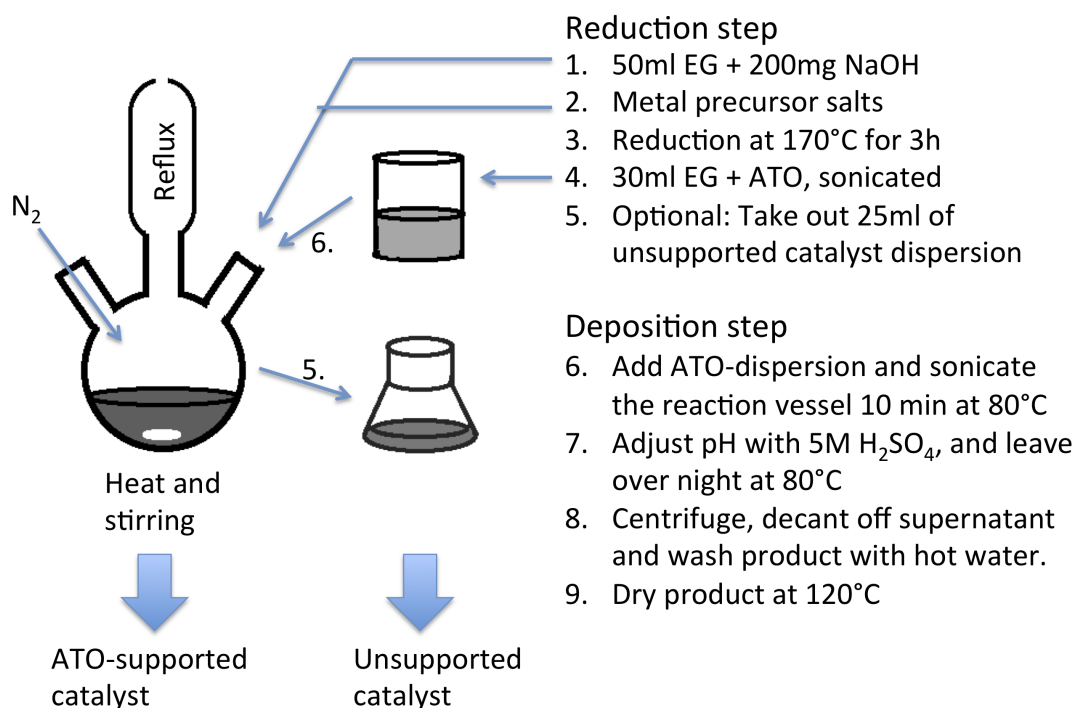 Reduction step
1. 50ml EG + 200mg NaOH
2. Metal precursor salts
3. Reduction at 170°C for 3h
4. 30ml EG + ATO, sonicated
5. Optional: Take out 25ml of
unsupported catalyst dispersion
Reflux
N₂
6.
5.
Heat and
stirring
ATO-supported
catalyst
Unsupported
catalyst
Deposition step
6. Add ATO-dispersion and sonicate
the reaction vessel 10 min at 80°C
7. Adjust pH with 5M H₂SO₄, and leave
over night at 80°C
8. Centrifuge, decant off supernatant
and wash product with hot water.
9. Dry product at 120°C